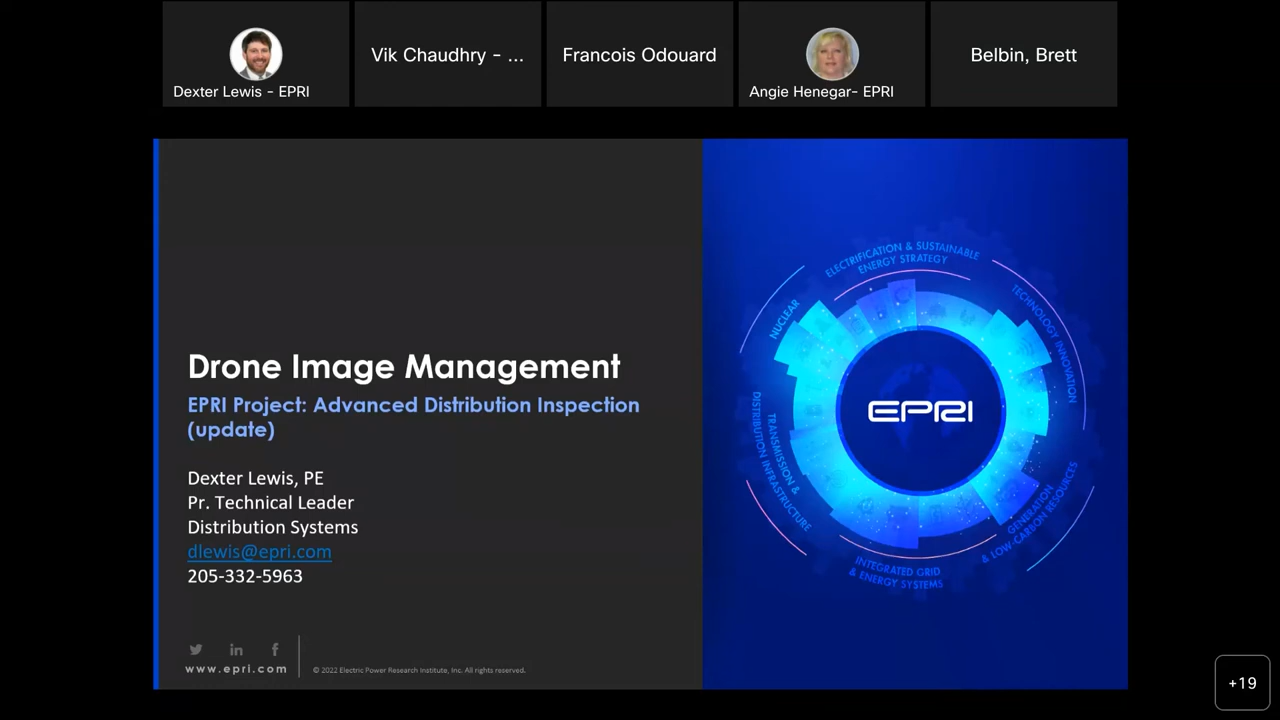 Dexter Lewis - EPRI
Vik Chaudhry - ...
Francois Odouard
Angie Henegar- EPRI
Belbin, Brett
Drone Image Management
EPRI Project: Advanced Distribution Inspection
(update)
Dexter Lewis, PE
Pr. Technical Leader
Distribution Systems
dlewis@epri.com
205-332-5963
www.epri.com
© 2022 Electric Power Research Institute, Inc. All rights reserved.
ELECTRIFICATION & SUSTAINABLE
ENERGY STRATEGY
NUCLEAR
TECHNOLOGY INNOVATION
EPRI
TRANSMISSION &
DISTRIBUTION INFRASTRUCTURE
GENERATION
& LOW-CARBON RESOURCES
INTEGRATED GRID
& ENERGY SYSTEMS
+19